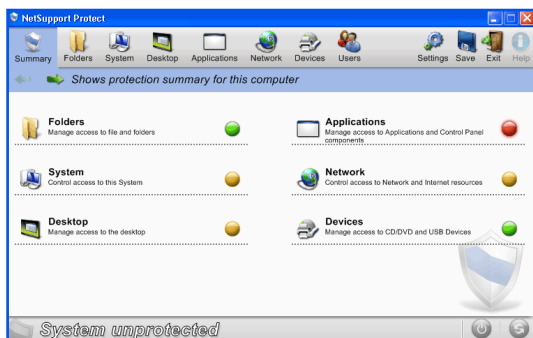 NetSupport Protect
Summary Folders System Desktop Applications Network Devices Users Settings Save Exit Help
Shows protection summary for this computer
Folders
Manage access to file and folders
Applications
Manage access to Applications and Control Panel
components
System
Control access to this System
Network
Control access to Network and Internet resources
Desktop
Manage access to the desktop
Devices
Manage access to CD/DVD and USB Devices
System unprotected